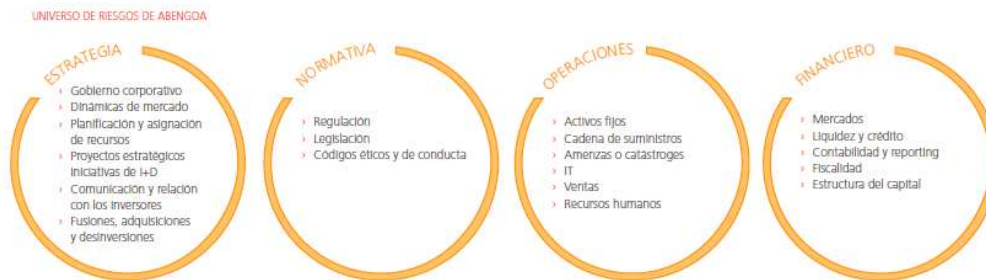 UNIVERSO DE RIESGOS DE ABENGOA
ESTRATEGIA
› Gobierno corporativo
› Dinámicas de mercado
› Planificación y asignación
de recursos
› Proyectos estratégicos
iniciativas de I+D
› Comunicación y relación
con los inversores
› Fusiones, adquisiciones
y desinversiones
NORMATIVA
› Regulación
› Legislación
› Códigos éticos y de conducta
OPERACIONES
› Activos fijos
› Cadena de suministros
› Amenzas o catástroges
› IT
› Ventas
› Recursos humanos
FINANCIERO
› Mercados
› Liquidez y crédito
› Contabilidad y reporting
› Fiscalidad
› Estructura del capital